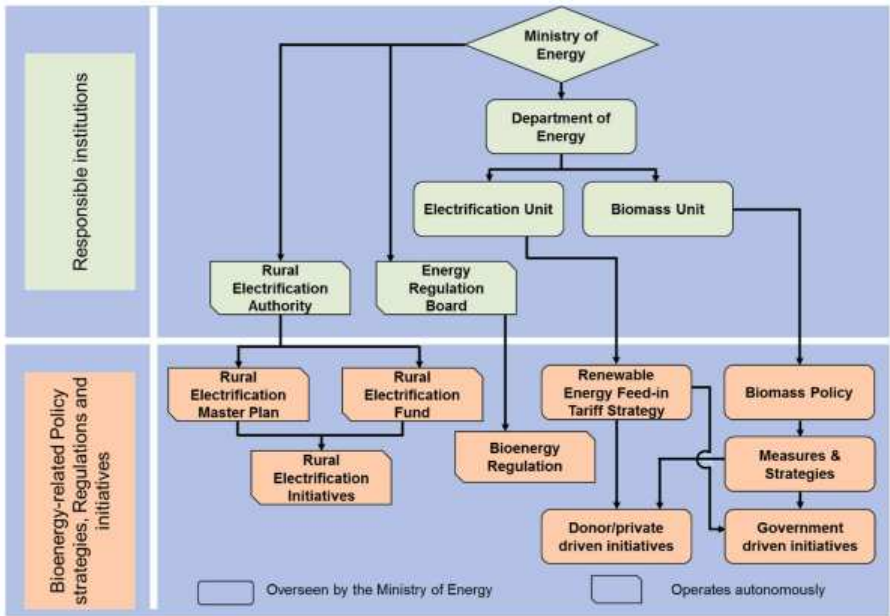 Responsible institutions
Ministry of
Energy
Department of
Energy
Electrification Unit
Biomass Unit
Rural
Electrification
Authority
Energy
Regulation
Board
Bioenergy-related Policy
strategies, Regulations and
initiatives
Rural
Electrification
Master Plan
Rural
Electrification
Fund
Rural
Electrification
Initiatives
Bioenergy
Regulation
Renewable
Energy Feed-in
Tariff Strategy
Biomass Policy
Measures &
Strategies
Donor/private
driven initiatives
Government
driven initiatives
Overseen by the Ministry of Energy
Operates autonomously